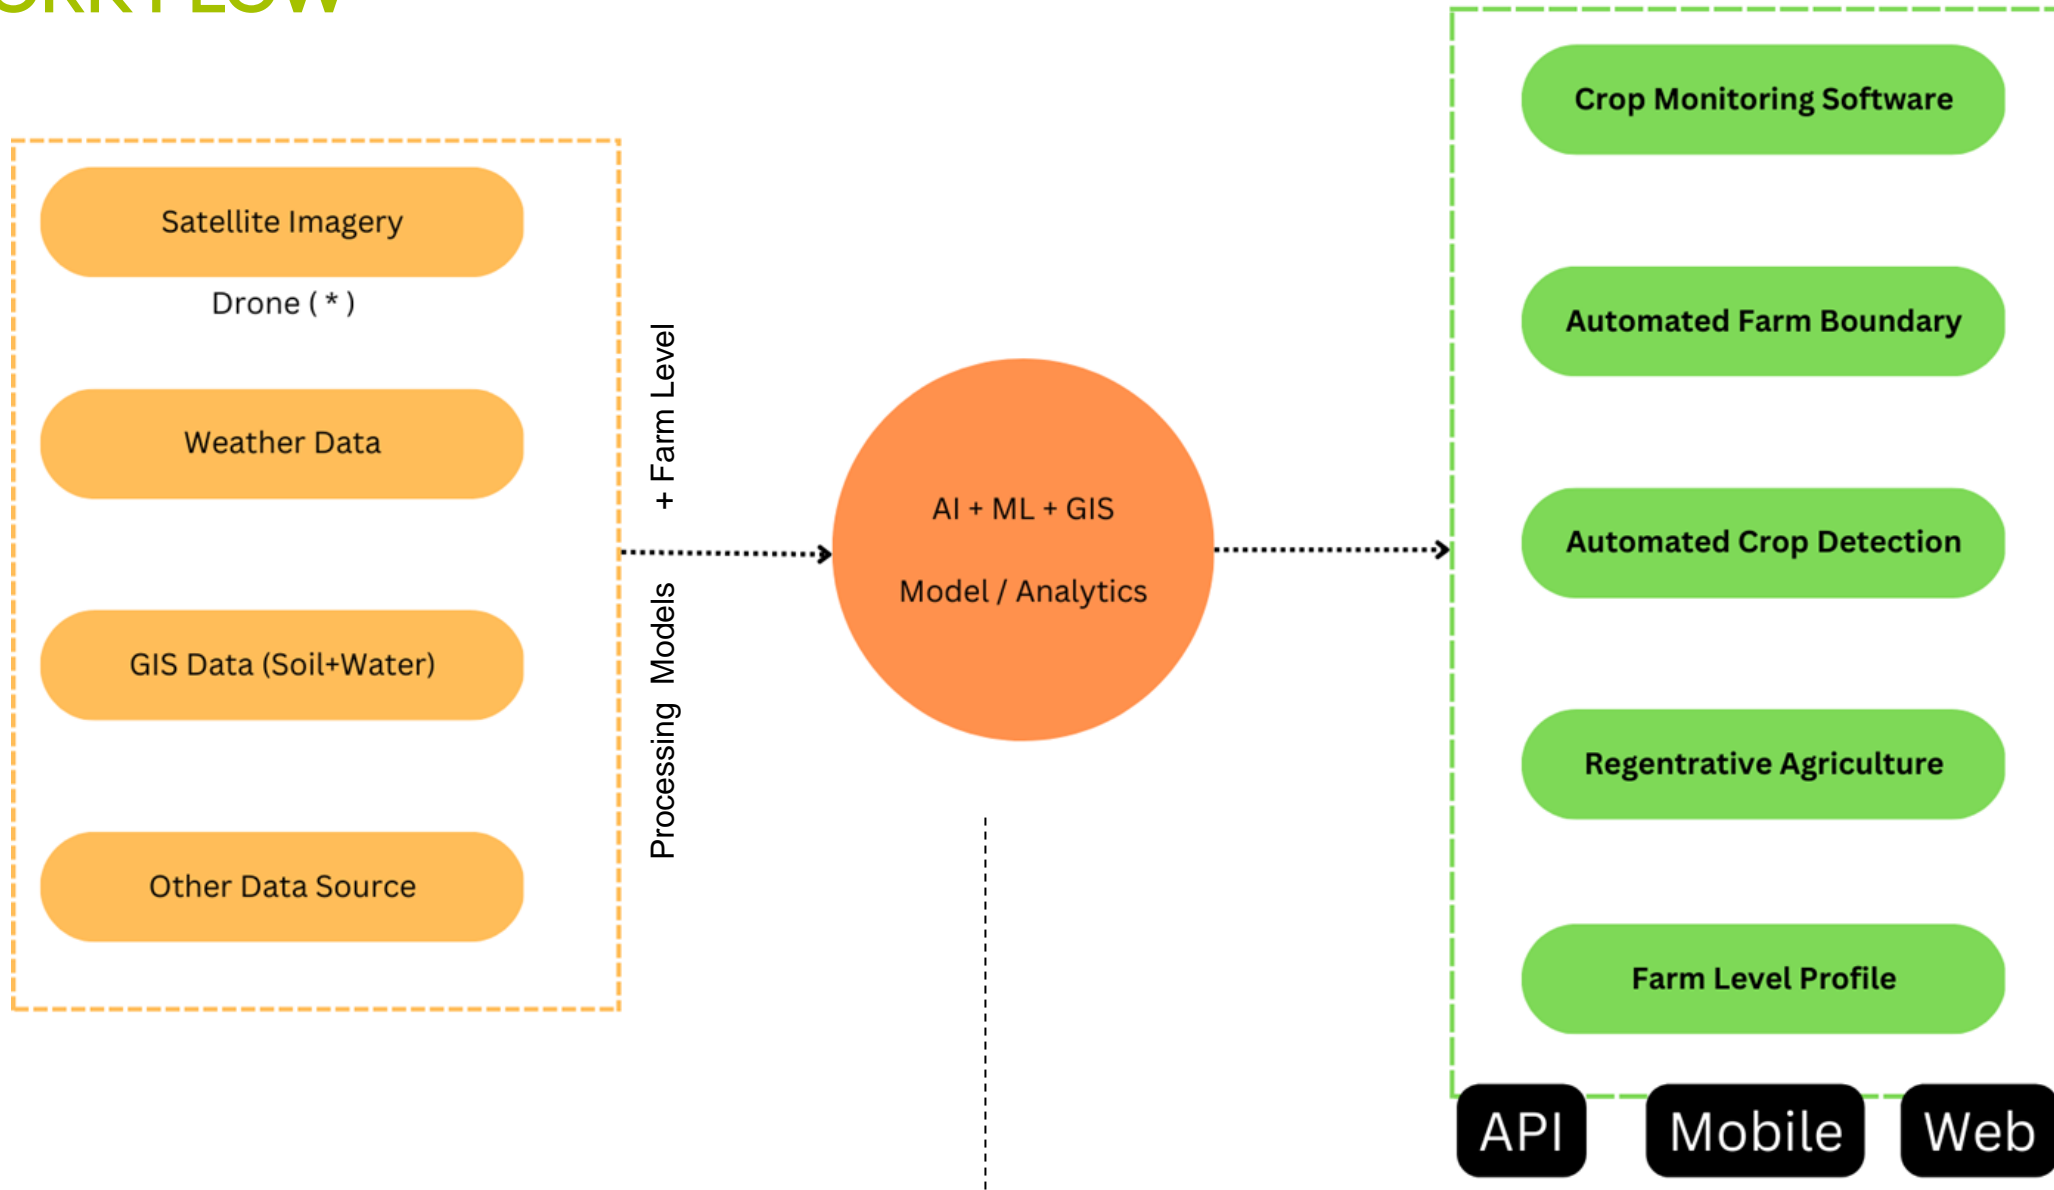 Satellite Imagery
Drone ( * )
Weather Data
GIS Data (Soil+Water)
Other Data Source
+ Farm Level
Processing Models
AI + ML + GIS
Model / Analytics
Crop Monitoring Software
Automated Farm Boundary
Automated Crop Detection
Regentrative Agriculture
Farm Level Profile
API
Mobile
Web